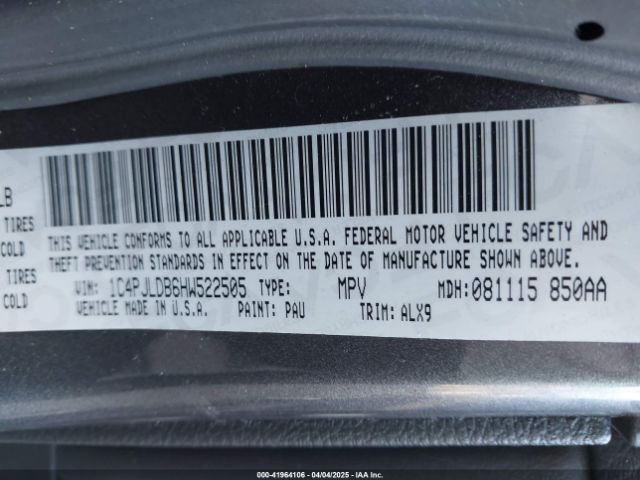 LB
TIRES
COLD
TIRES
COLD
THIS VEHICLE CONFORMS TO ALL APPLICABLE U.S.A. FEDERAL MOTOR VEHICLE SAFETY AND
THEFT PREVENTION STANDARDS IN EFFECT ON THE DATE OF MANUFACTURE SHOWN ABOVE.
VIN: 1C4PJLDB6HW522505 TYPE: MPV MDH:081115 850AA
VEHICLE MADE IN U.S.A. PAINT: PAU TRIM: ALX9
000-41964106 - 04/04/2025 - IAA Inc.